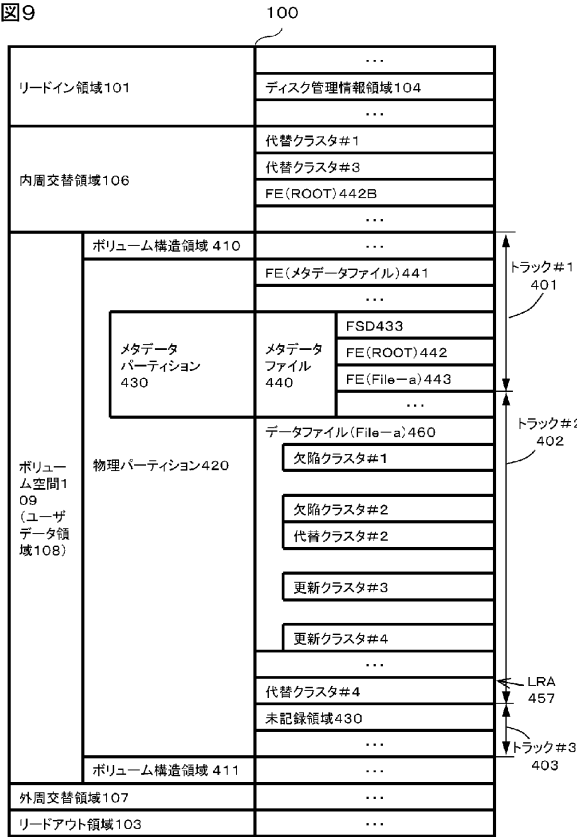 図9
100
リードイン領域101
...
ディスク管理情報領域104
...
内周交替領域106
代替クラスタ#1
代替クラスタ#3
FE(ROOT)442B
...
ボリューム構造領域 410
...
トラック#1
401
FE(メタデータファイル)441
...
メタデータ
パーティション
430
メタデータ
ファイル
440
FSD433
FE(ROOT)442
FE(File-a)443
...
トラック#2
402
データファイル(File-a)460
ボリュー
ム空間1
09
(ユーザ
データ領
域108)
物理パーティション420
欠陥クラスタ#1
欠陥クラスタ#2
代替クラスタ#2
更新クラスタ#3
更新クラスタ#4
...
LRA
457
代替クラスタ#4
未記録領域430
...
トラック#3
403
ボリューム構造領域 411
...
外周交替領域107
...
リードアウト領域103
...